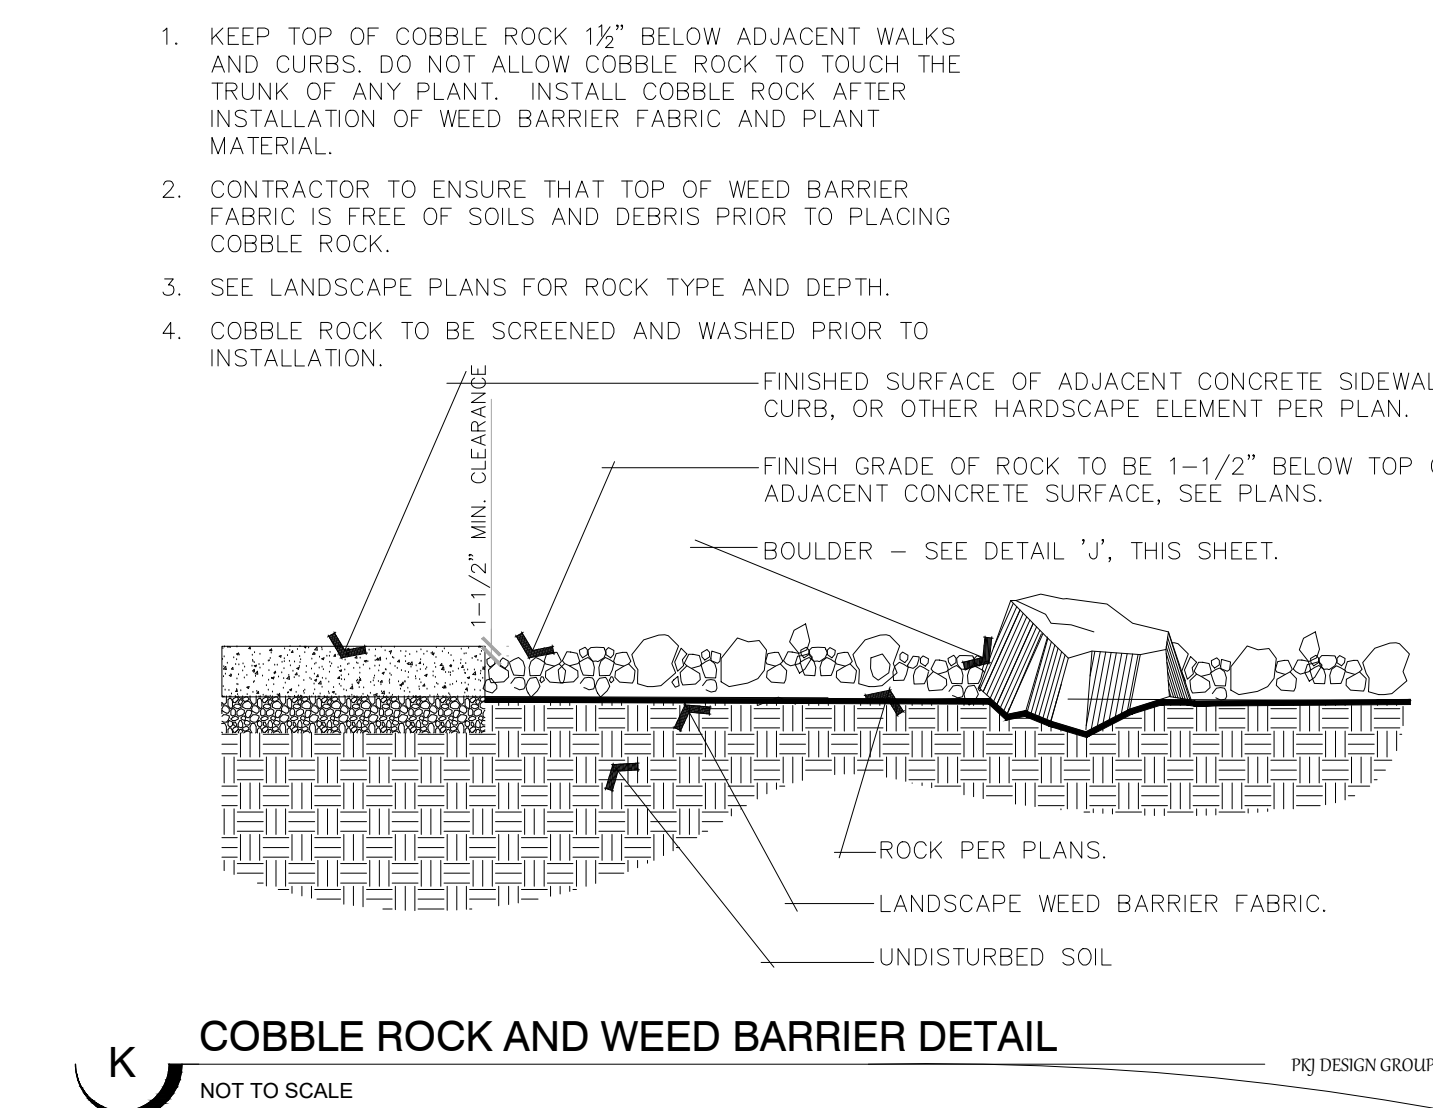 1. KEEP TOP OF COBBLE ROCK 1½” BELOW ADJACENT WALKS
AND CURBS. DO NOT ALLOW COBBLE ROCK TO TOUCH THE
TRUNK OF ANY PLANT. INSTALL COBBLE ROCK AFTER
INSTALLATION OF WEED BARRIER FABRIC AND PLANT
MATERIAL.
2. CONTRACTOR TO ENSURE THAT TOP OF WEED BARRIER
FABRIC IS FREE OF SOILS AND DEBRIS PRIOR TO PLACING
COBBLE ROCK.
3. SEE LANDSCAPE PLANS FOR ROCK TYPE AND DEPTH.
4. COBBLE ROCK TO BE SCREENED AND WASHED PRIOR TO
INSTALLATION.
1-1/2” MIN. CLEARANCE
FINISHED SURFACE OF ADJACENT CONCRETE SIDEWAL
CURB, OR OTHER HARDSCAPE ELEMENT PER PLAN.
FINISH GRADE OF ROCK TO BE 1-1/2” BELOW TOP
ADJACENT CONCRETE SURFACE, SEE PLANS.
BOULDER - SEE DETAIL 'J', THIS SHEET.
ROCK PER PLANS.
LANDSCAPE WEED BARRIER FABRIC.
UNDISTURBED SOIL
K
COBBLE ROCK AND WEED BARRIER DETAIL
NOT TO SCALE
PKJ DESIGN GROUP